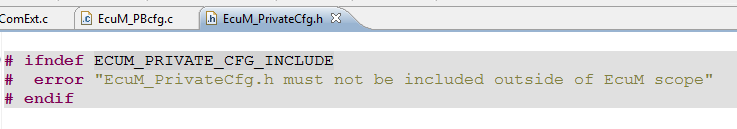 ComExt.c EcuM_PBcfg.c EcuM_PrivateCfg.h
# ifndef ECUM_PRIVATE_CFG_INCLUDE
#  error "EcuM_PrivateCfg.h must not be included outside of EcuM scope"
# endif